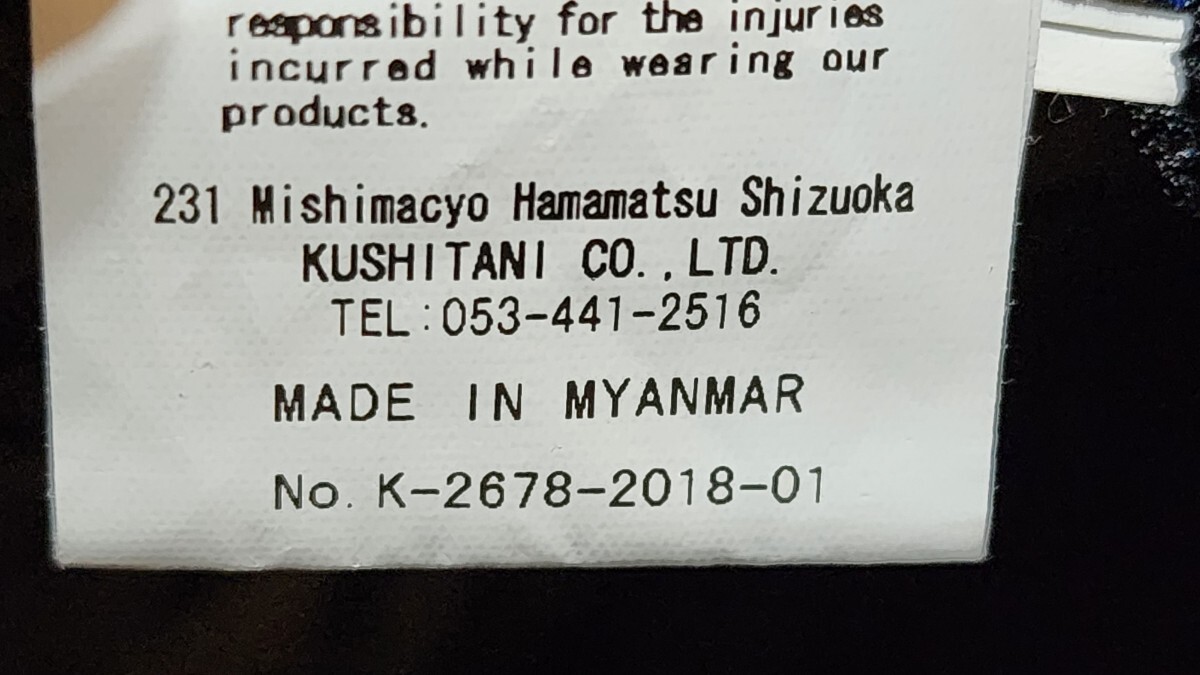 responsibility for the injuries
incurred while wearing our
products.
231 Mishimacyo Hamamatsu Shizuoka
KUSHITANI CO.,LTD.
TEL:053-441-2516
MADE IN MYANMAR
No. K-2678-2018-01